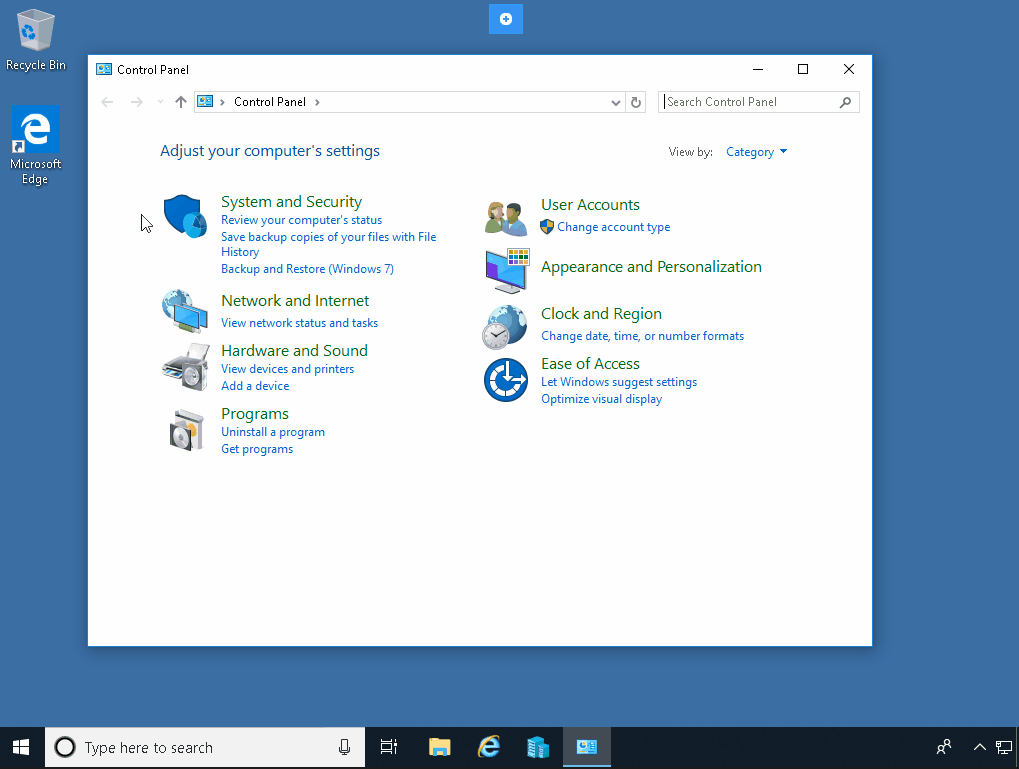 Recycle Bin
Microsoft
Edge
Control Panel
Control Panel
Search Control Panel
Adjust your computer's settings
View by:
Category
System and Security
Review your computer's status
Save backup copies of your files with File
History
Backup and Restore (Windows 7)
Network and Internet
View network status and tasks
Hardware and Sound
View devices and printers
Add a device
Programs
Uninstall a program
Get programs
User Accounts
Change account type
Appearance and Personalization
Clock and Region
Change date, time, or number formats
Ease of Access
Let Windows suggest settings
Optimize visual display
Type here to search